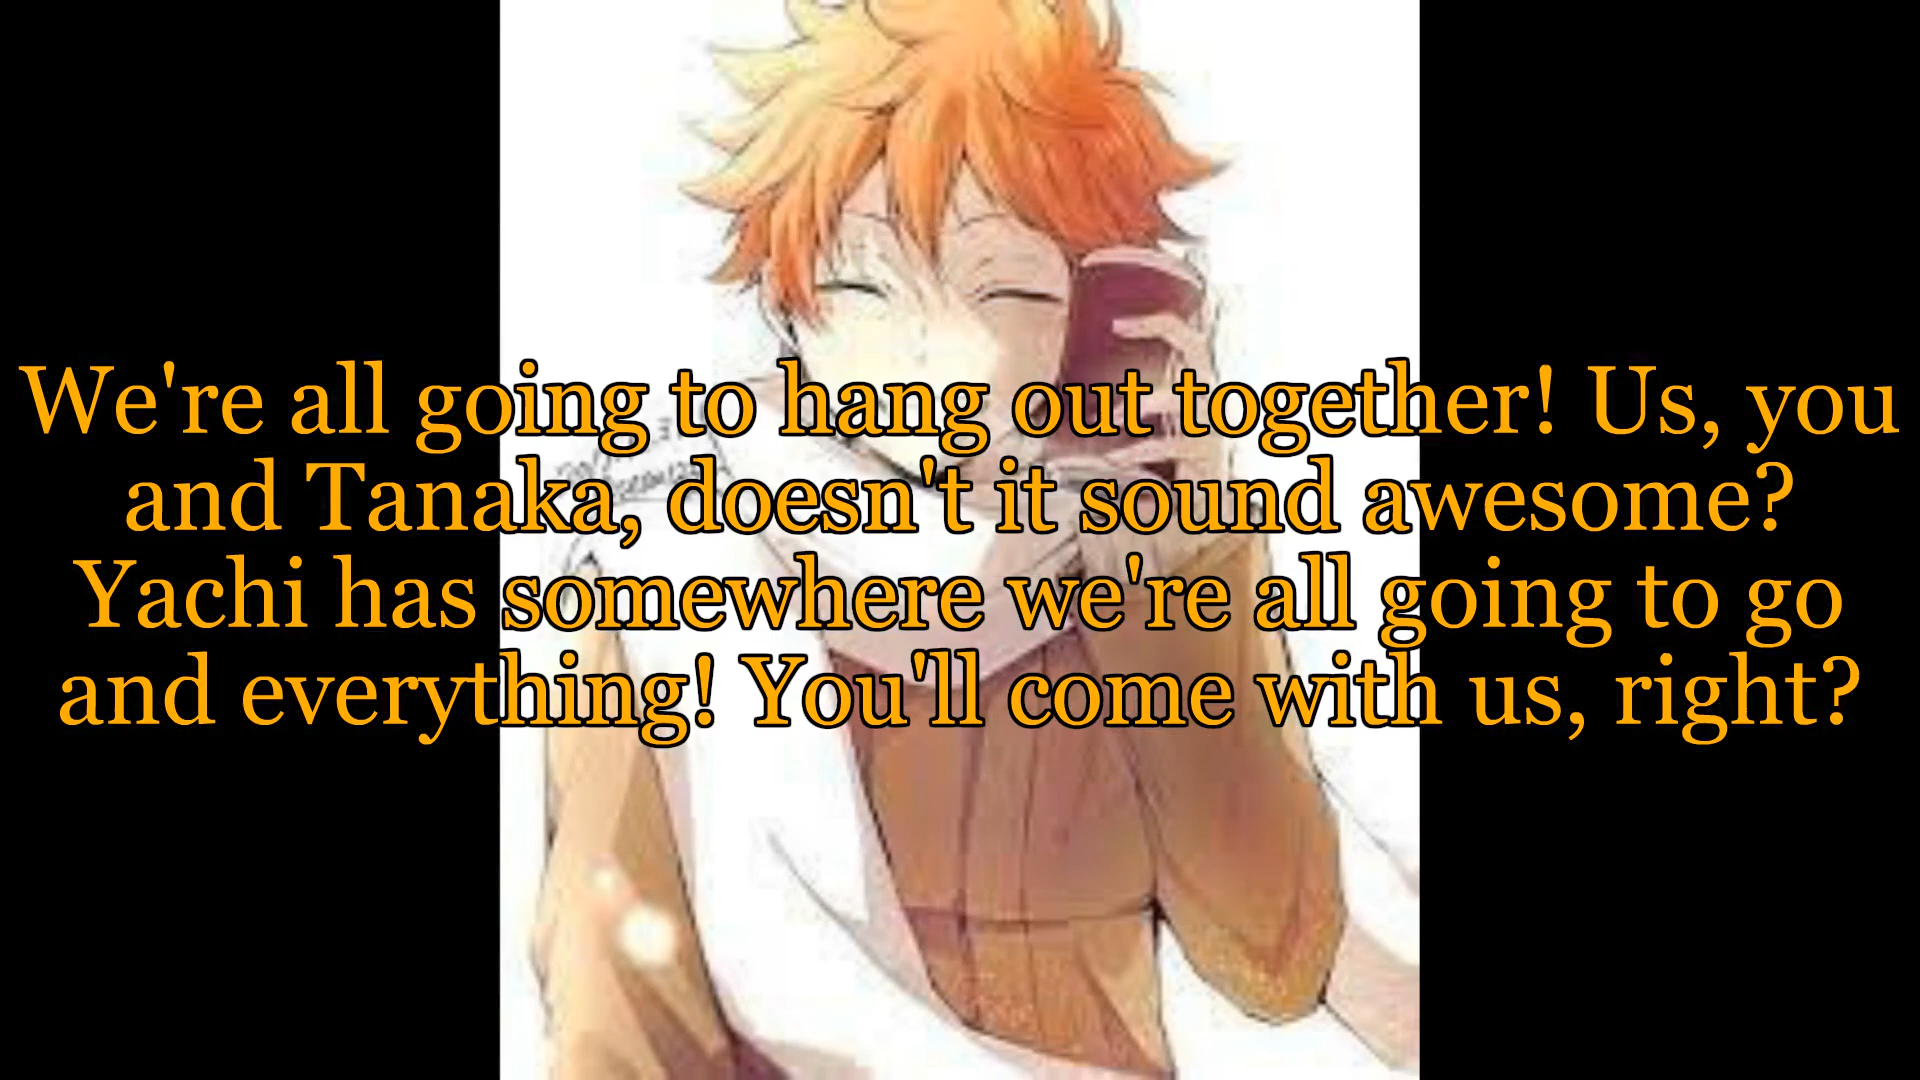 We're all going to hang out together! Us, you
and Tanaka, doesn't it sound awesome?
Yachi has somewhere we're all going to go
and everything! You'll come with us, right?